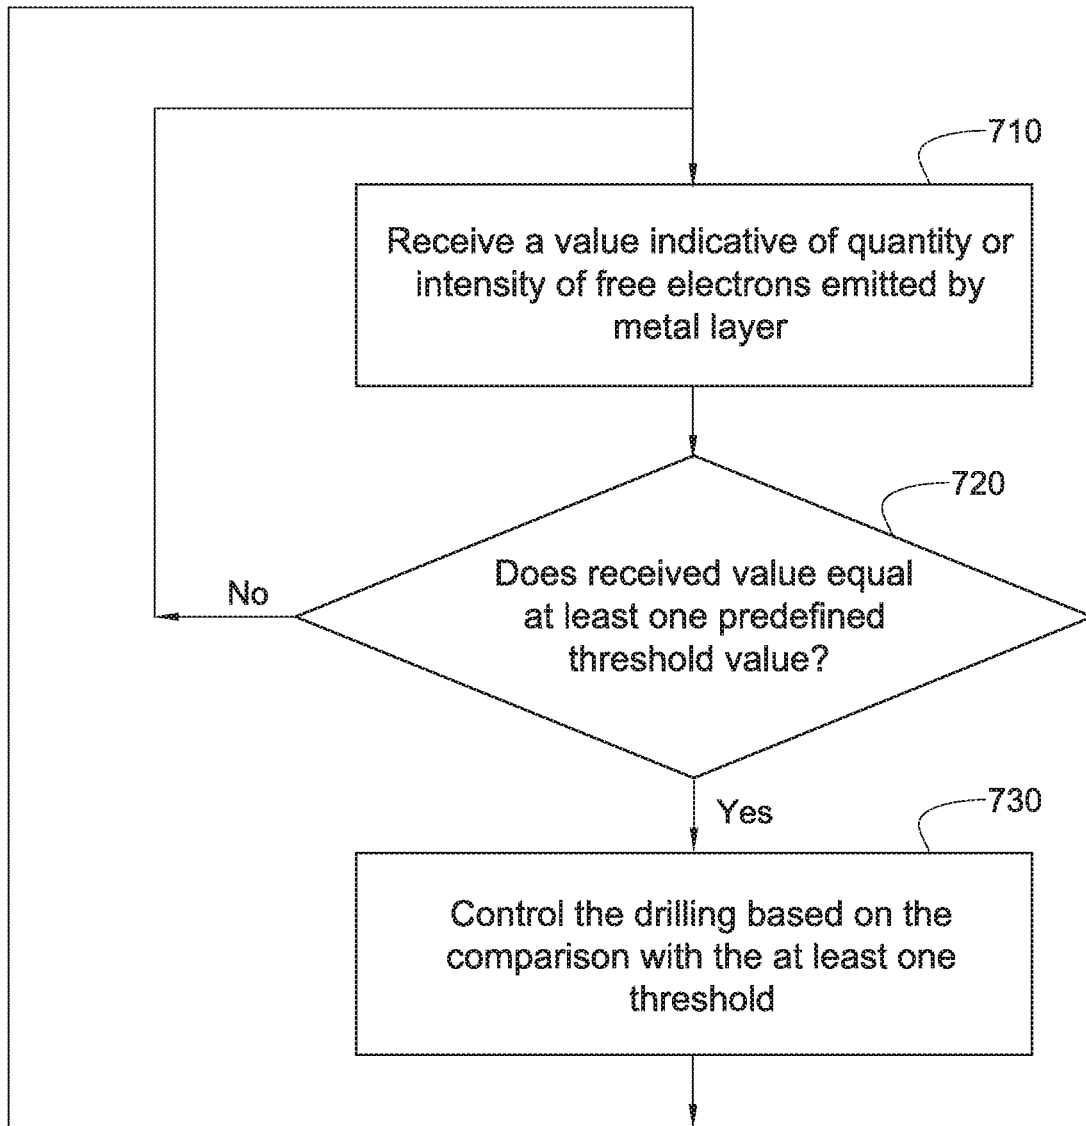 710
Receive a value indicative of quantity or
intensity of free electrons emitted by
metal layer
720
Does received value equal
at least one predefined
threshold value?
No
Yes
730
Control the drilling based on the
comparison with the at least one
threshold